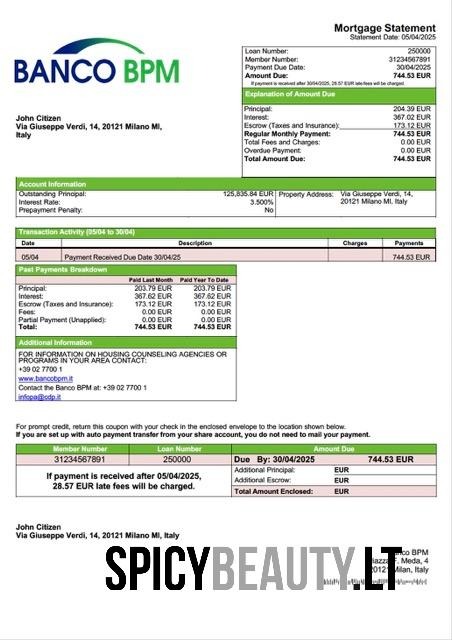 Mortgage Statement
Statement Date: 05/04/2025
BANCO BPM
Loan Number: 250000
Member Number: 31234567891
Payment Due Date: 30/04/2025
Amount Due: 744.53 EUR
If payment is received after 30/04/2025, 28.57 EUR late fees will be charged.
Explanation of Amount Due
Principal: 204.39 EUR
Interest: 367.02 EUR
Escrow (Taxes and Insurance): 173.12 EUR
Regular Monthly Payment: 744.53 EUR
Total Fees and Charges: 0.00 EUR
Overdue Payment: 0.00 EUR
Total Amount Due: 744.53 EUR
John Citizen
Via Giuseppe Verdi, 14, 20121 Milano MI,
Italy
Account Information
Outstanding Principal: 125,835.84 EUR Property Address: Via Giuseppe Verdi, 14,
Interest Rate: 3.500% 20121 Milano MI, Italy
Prepayment Penalty: No
Transaction Activity (05/04 to 30/04)
Date Description Charges Payments
05/04 Payment Received Due Date 30/04/25 744.53 EUR
Past Payments Breakdown
Paid Last Month Paid Year To Date
Principal: 203.79 EUR 203.79 EUR
Interest: 367.62 EUR 367.62 EUR
Escrow (Taxes and Insurance): 173.12 EUR 173.12 EUR
Fees: 0.00 EUR 0.00 EUR
Partial Payment (Unapplied): 0.00 EUR 0.00 EUR
Total: 744.53 EUR 744.53 EUR
Additional Information
FOR INFORMATION ON HOUSING COUNSELING AGENCIES OR
PROGRAMS IN YOUR AREA CONTACT:
+39 02 7700 1
www.bancobpm.it
Contact the Banco BPM at: +39 02 7700 1
infopa@odp.it
For prompt credit, return this coupon with your check in the enclosed envelope to the location shown below.
If you are set up with auto payment transfer from your share account, you do not need to mail your payment.
Member Number Loan Number Amount Due
31234567891 250000 Due By: 30/04/2025 744.53 EUR
If payment is received after 05/04/2025,
28.57 EUR late fees will be charged.
Additional Principal: EUR
Additional Escrow: EUR
Total Amount Enclosed: EUR
John Citizen
Via Giuseppe Verdi, 14, 20121 Milano MI, Italy
BPM
F. Meda, 4
Italy
SPICYBEAUTY.LT